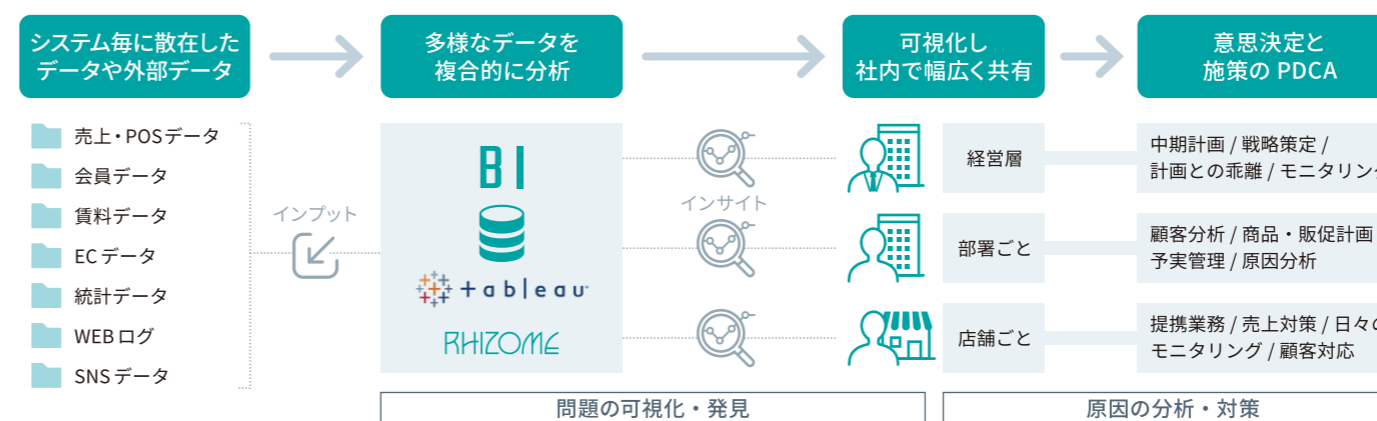 システム毎に散在した
データや外部データ
多様なデータを
複合的に分析
可視化し
社内で幅広く共有
意思決定と
施策の PDCA
売上・POSデータ
会員データ
賃料データ
ECデータ
統計データ
WEBログ
SNSデータ
インプット
BI
+ableau
RHIZOME
インサイト
経営層
中期計画 / 戦略策定 /
計画との乖離 / モニタリング
部署ごと
顧客分析 / 商品・販促計画
予実管理 / 原因分析
店舗ごと
提携業務 / 売上対策 / 日々の
モニタリング / 顧客対応
問題の可視化・発見
原因の分析・対策